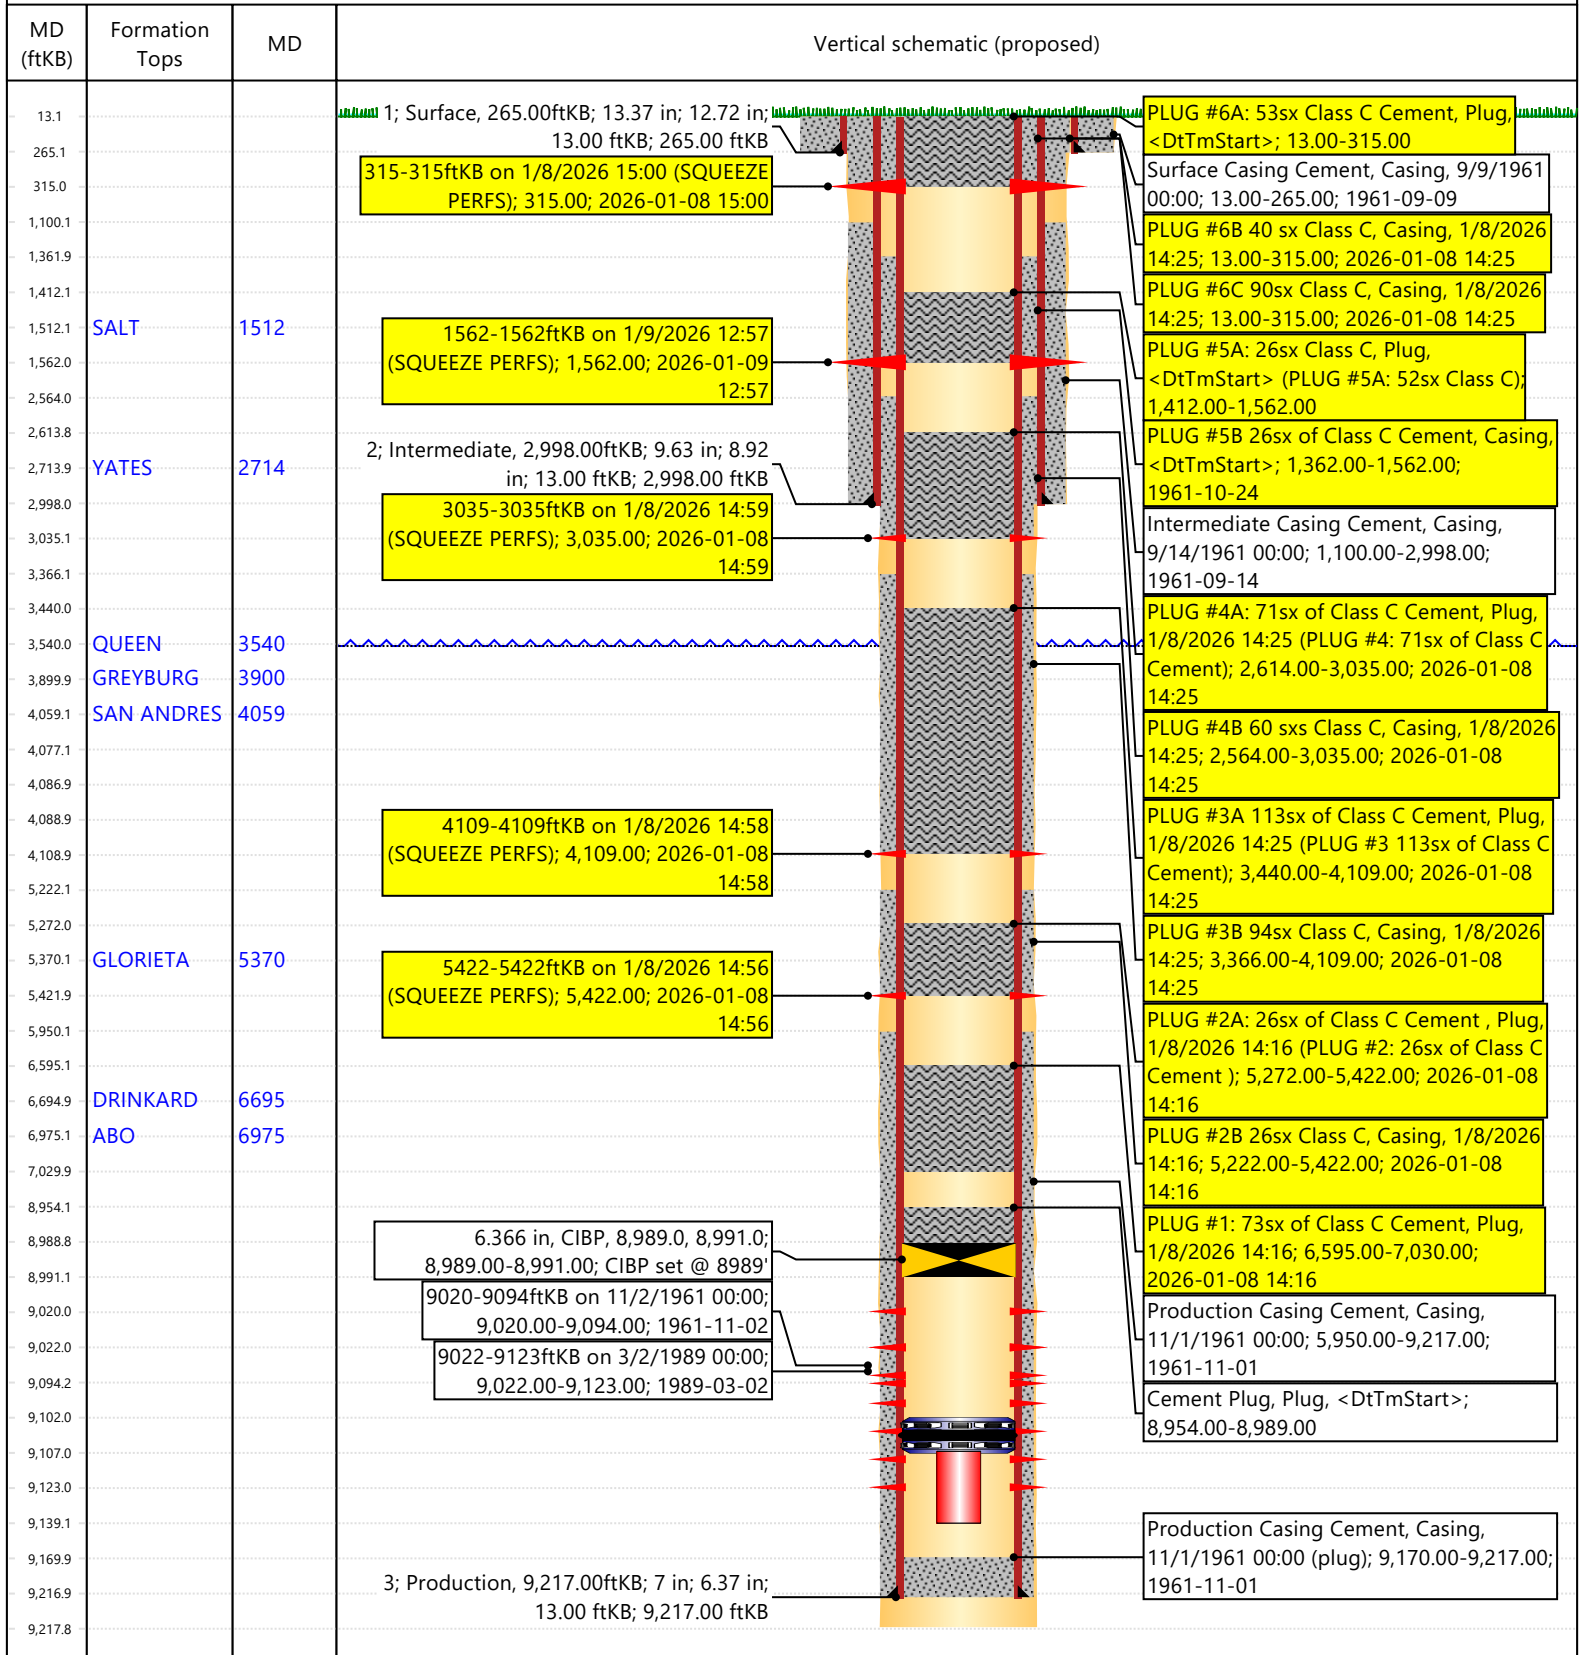 MD
(ftKB)
Formation
Tops
MD
Vertical schematic (proposed)
13.1
265.1
315.0
1,100.1
1,361.9
1,412.1
1,512.1
1,562.0
2,564.0
2,613.8
2,713.9
2,998.0
3,035.1
3,366.1
3,440.0
3,540.0
3,899.9
4,059.1
4,077.1
4,086.9
4,088.9
4,108.9
5,222.1
5,272.0
5,370.1
5,421.9
5,950.1
6,595.1
6,694.9
6,975.1
7,029.9
8,954.1
8,988.8
8,991.1
9,020.0
9,022.0
9,094.2
9,102.0
9,107.0
9,123.0
9,139.1
9,169.9
9,216.9
9,217.8
SALT 1512
YATES 2714
QUEEN 3540
GREYBURG 3900
SAN ANDRES 4059
GLORIETA 5370
DRINKARD 6695
ABO 6975
1; Surface, 265.00ftKB; 13.37 in; 12.72 in;
13.00 ftKB; 265.00 ftKB
315-315ftKB on 1/8/2026 15:00 (SQUEEZE
PERFS); 315.00; 2026-01-08 15:00
1562-1562ftKB on 1/9/2026 12:57
(SQUEEZE PERFS); 1,562.00; 2026-01-09
12:57
2; Intermediate, 2,998.00ftKB; 9.63 in; 8.92
in; 13.00 ftKB; 2,998.00 ftKB
3035-3035ftKB on 1/8/2026 14:59
(SQUEEZE PERFS); 3,035.00; 2026-01-08
14:59
4109-4109ftKB on 1/8/2026 14:58
(SQUEEZE PERFS); 4,109.00; 2026-01-08
14:58
5422-5422ftKB on 1/8/2026 14:56
(SQUEEZE PERFS); 5,422.00; 2026-01-08
14:56
6.366 in, CIBP, 8,989.0, 8,991.0;
8,989.00-8,991.00; CIBP set @ 8989'
9020-9094ftKB on 11/2/1961 00:00;
9,020.00-9,094.00; 1961-11-02
9022-9123ftKB on 3/2/1989 00:00;
9,022.00-9,123.00; 1989-03-02
3; Production, 9,217.00ftKB; 7 in; 6.37 in;
13.00 ftKB; 9,217.00 ftKB
PLUG #6A: 53sx Class C Cement, Plug,
<DtTmStart>; 13.00-315.00
Surface Casing Cement, Casing, 9/9/1961
00:00; 13.00-265.00; 1961-09-09
PLUG #6B 40 sx Class C, Casing, 1/8/2026
14:25; 13.00-315.00; 2026-01-08 14:25
PLUG #6C 90sx Class C, Casing, 1/8/2026
14:25; 13.00-315.00; 2026-01-08 14:25
PLUG #5A: 26sx Class C, Plug,
<DtTmStart> (PLUG #5A: 52sx Class C);
1,412.00-1,562.00
PLUG #5B 26sx of Class C Cement, Casing,
<DtTmStart>; 1,362.00-1,562.00;
1961-10-24
Intermediate Casing Cement, Casing,
9/14/1961 00:00; 1,100.00-2,998.00;
1961-09-14
PLUG #4A: 71sx of Class C Cement, Plug,
1/8/2026 14:25 (PLUG #4: 71sx of Class C
Cement); 2,614.00-3,035.00; 2026-01-08
14:25
PLUG #4B 60 sxs Class C, Casing, 1/8/2026
14:25; 2,564.00-3,035.00; 2026-01-08
14:25
PLUG #3A 113sx of Class C Cement, Plug,
1/8/2026 14:25 (PLUG #3 113sx of Class C
Cement); 3,440.00-4,109.00; 2026-01-08
14:25
PLUG #3B 94sx Class C, Casing, 1/8/2026
14:25; 3,366.00-4,109.00; 2026-01-08
14:25
PLUG #2A: 26sx of Class C Cement , Plug,
1/8/2026 14:16 (PLUG #2: 26sx of Class C
Cement ); 5,272.00-5,422.00; 2026-01-08
14:16
PLUG #2B 26sx Class C, Casing, 1/8/2026
14:16; 5,222.00-5,422.00; 2026-01-08
14:16
PLUG #1: 73sx of Class C Cement, Plug,
1/8/2026 14:16; 6,595.00-7,030.00;
2026-01-08 14:16
Production Casing Cement, Casing,
11/1/1961 00:00; 5,950.00-9,217.00;
1961-11-01
Cement Plug, Plug, <DtTmStart>;
8,954.00-8,989.00
Production Casing Cement, Casing,
11/1/1961 00:00 (plug); 9,170.00-9,217.00;
1961-11-01